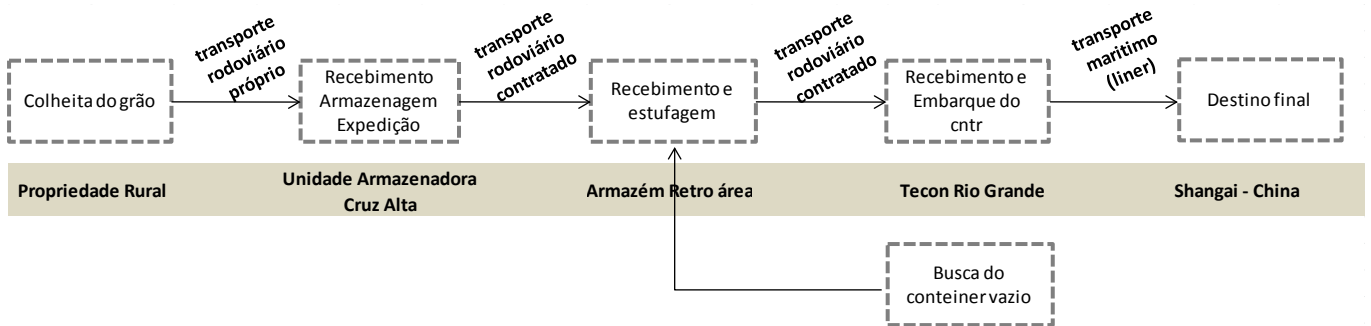 transporte
rodoviário
próprio
transporte
rodoviário
contratado
transporte
rodoviário
contratado
transporte
maritimo
(liner)
Colheita do grão
Recebimento
Armazenagem
Expedição
Recebimento e
estufagem
Recebimento e
Embarque do
cntr
Destino final
Propriedade Rural
Unidade Armazenadora
Cruz Alta
Armazém Retro área
Tecon Rio Grande
Shangai - China
Busca do
conteiner vazio